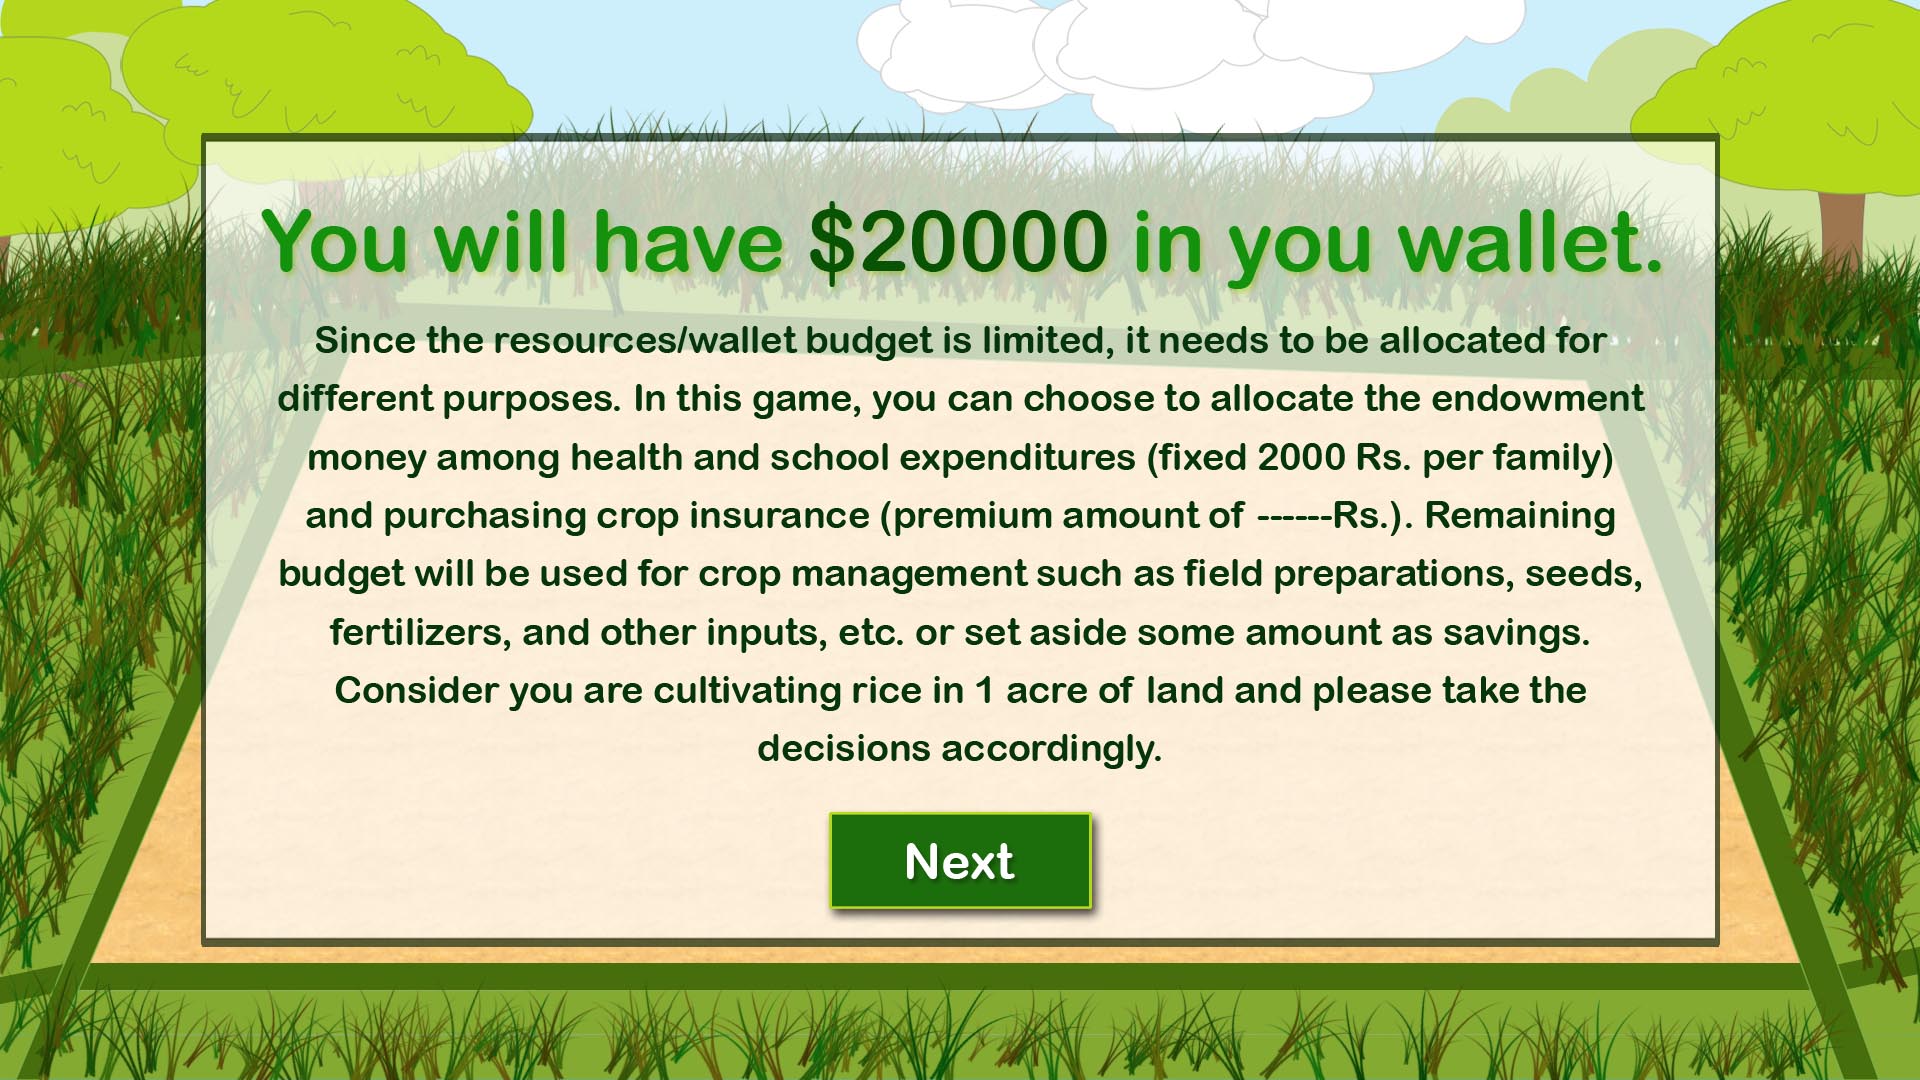 You will have $20000 in you wallet.
Since the resources/wallet budget is limited, it needs to be allocated for
different purposes. In this game, you can choose to allocate the endowment
money among health and school expenditures (fixed 2000 Rs. per family)
and purchasing crop insurance (premium amount of ------Rs.). Remaining
budget will be used for crop management such as field preparations, seeds,
fertilizers, and other inputs, etc. or set aside some amount as savings.
Consider you are cultivating rice in 1 acre of land and please take the
decisions accordingly.
Next